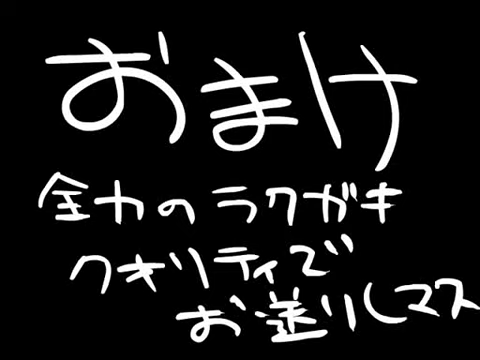 おまけ
全力のラクガキ
クオリティで
お送りしマス